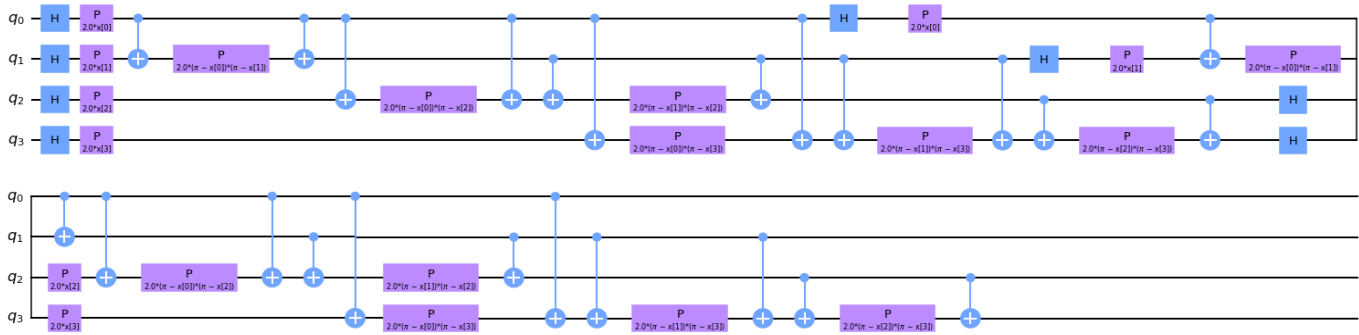 q0 H P 2.0*x[0] H P 2.0*x[0]
q1 H P 2.0*x[1] P 2.0*(π − x[0])*(π − x[1]) H P 2.0*x[1] P 2.0*(π − x[0])*(π − x[1])
q2 H P 2.0*x[2] P 2.0*(π − x[0])*(π − x[2]) P 2.0*(π − x[1])*(π − x[2]) H
q3 H P 2.0*x[3] P 2.0*(π − x[0])*(π − x[3]) P 2.0*(π − x[1])*(π − x[3]) P 2.0*(π − x[2])*(π − x[3]) H
q0
q1
q2 P 2.0*x[2] P 2.0*(π − x[0])*(π − x[2]) P 2.0*(π − x[1])*(π − x[2])
q3 P 2.0*x[3] P 2.0*(π − x[0])*(π − x[3]) P 2.0*(π − x[1])*(π − x[3]) P 2.0*(π − x[2])*(π − x[3])